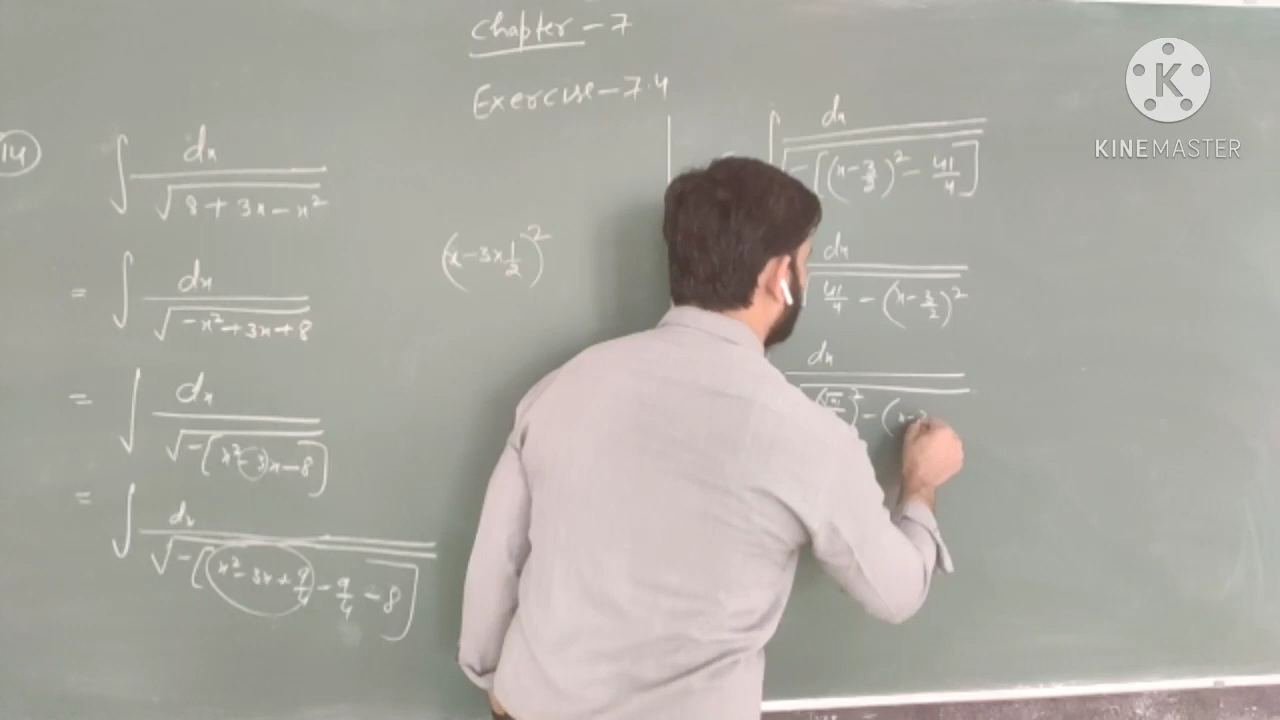 Chapter - 7
Exercise - 7.4
14
∫ dx / √(8 + 3x - x²)
= ∫ dx / √(-x² + 3x + 8)
= ∫ dx / √(-[x² - 3x - 8])
= ∫ dx / √(-[x² - 3x + 9/4 - 9/4 - 8])
(x - 3x1/2)²
∫ dx / √(-[(x - 3/2)² - 41/4])
dx / √(41/4 - (x - 3/2)²)
dx
)² - (x -
K
KINEMASTER